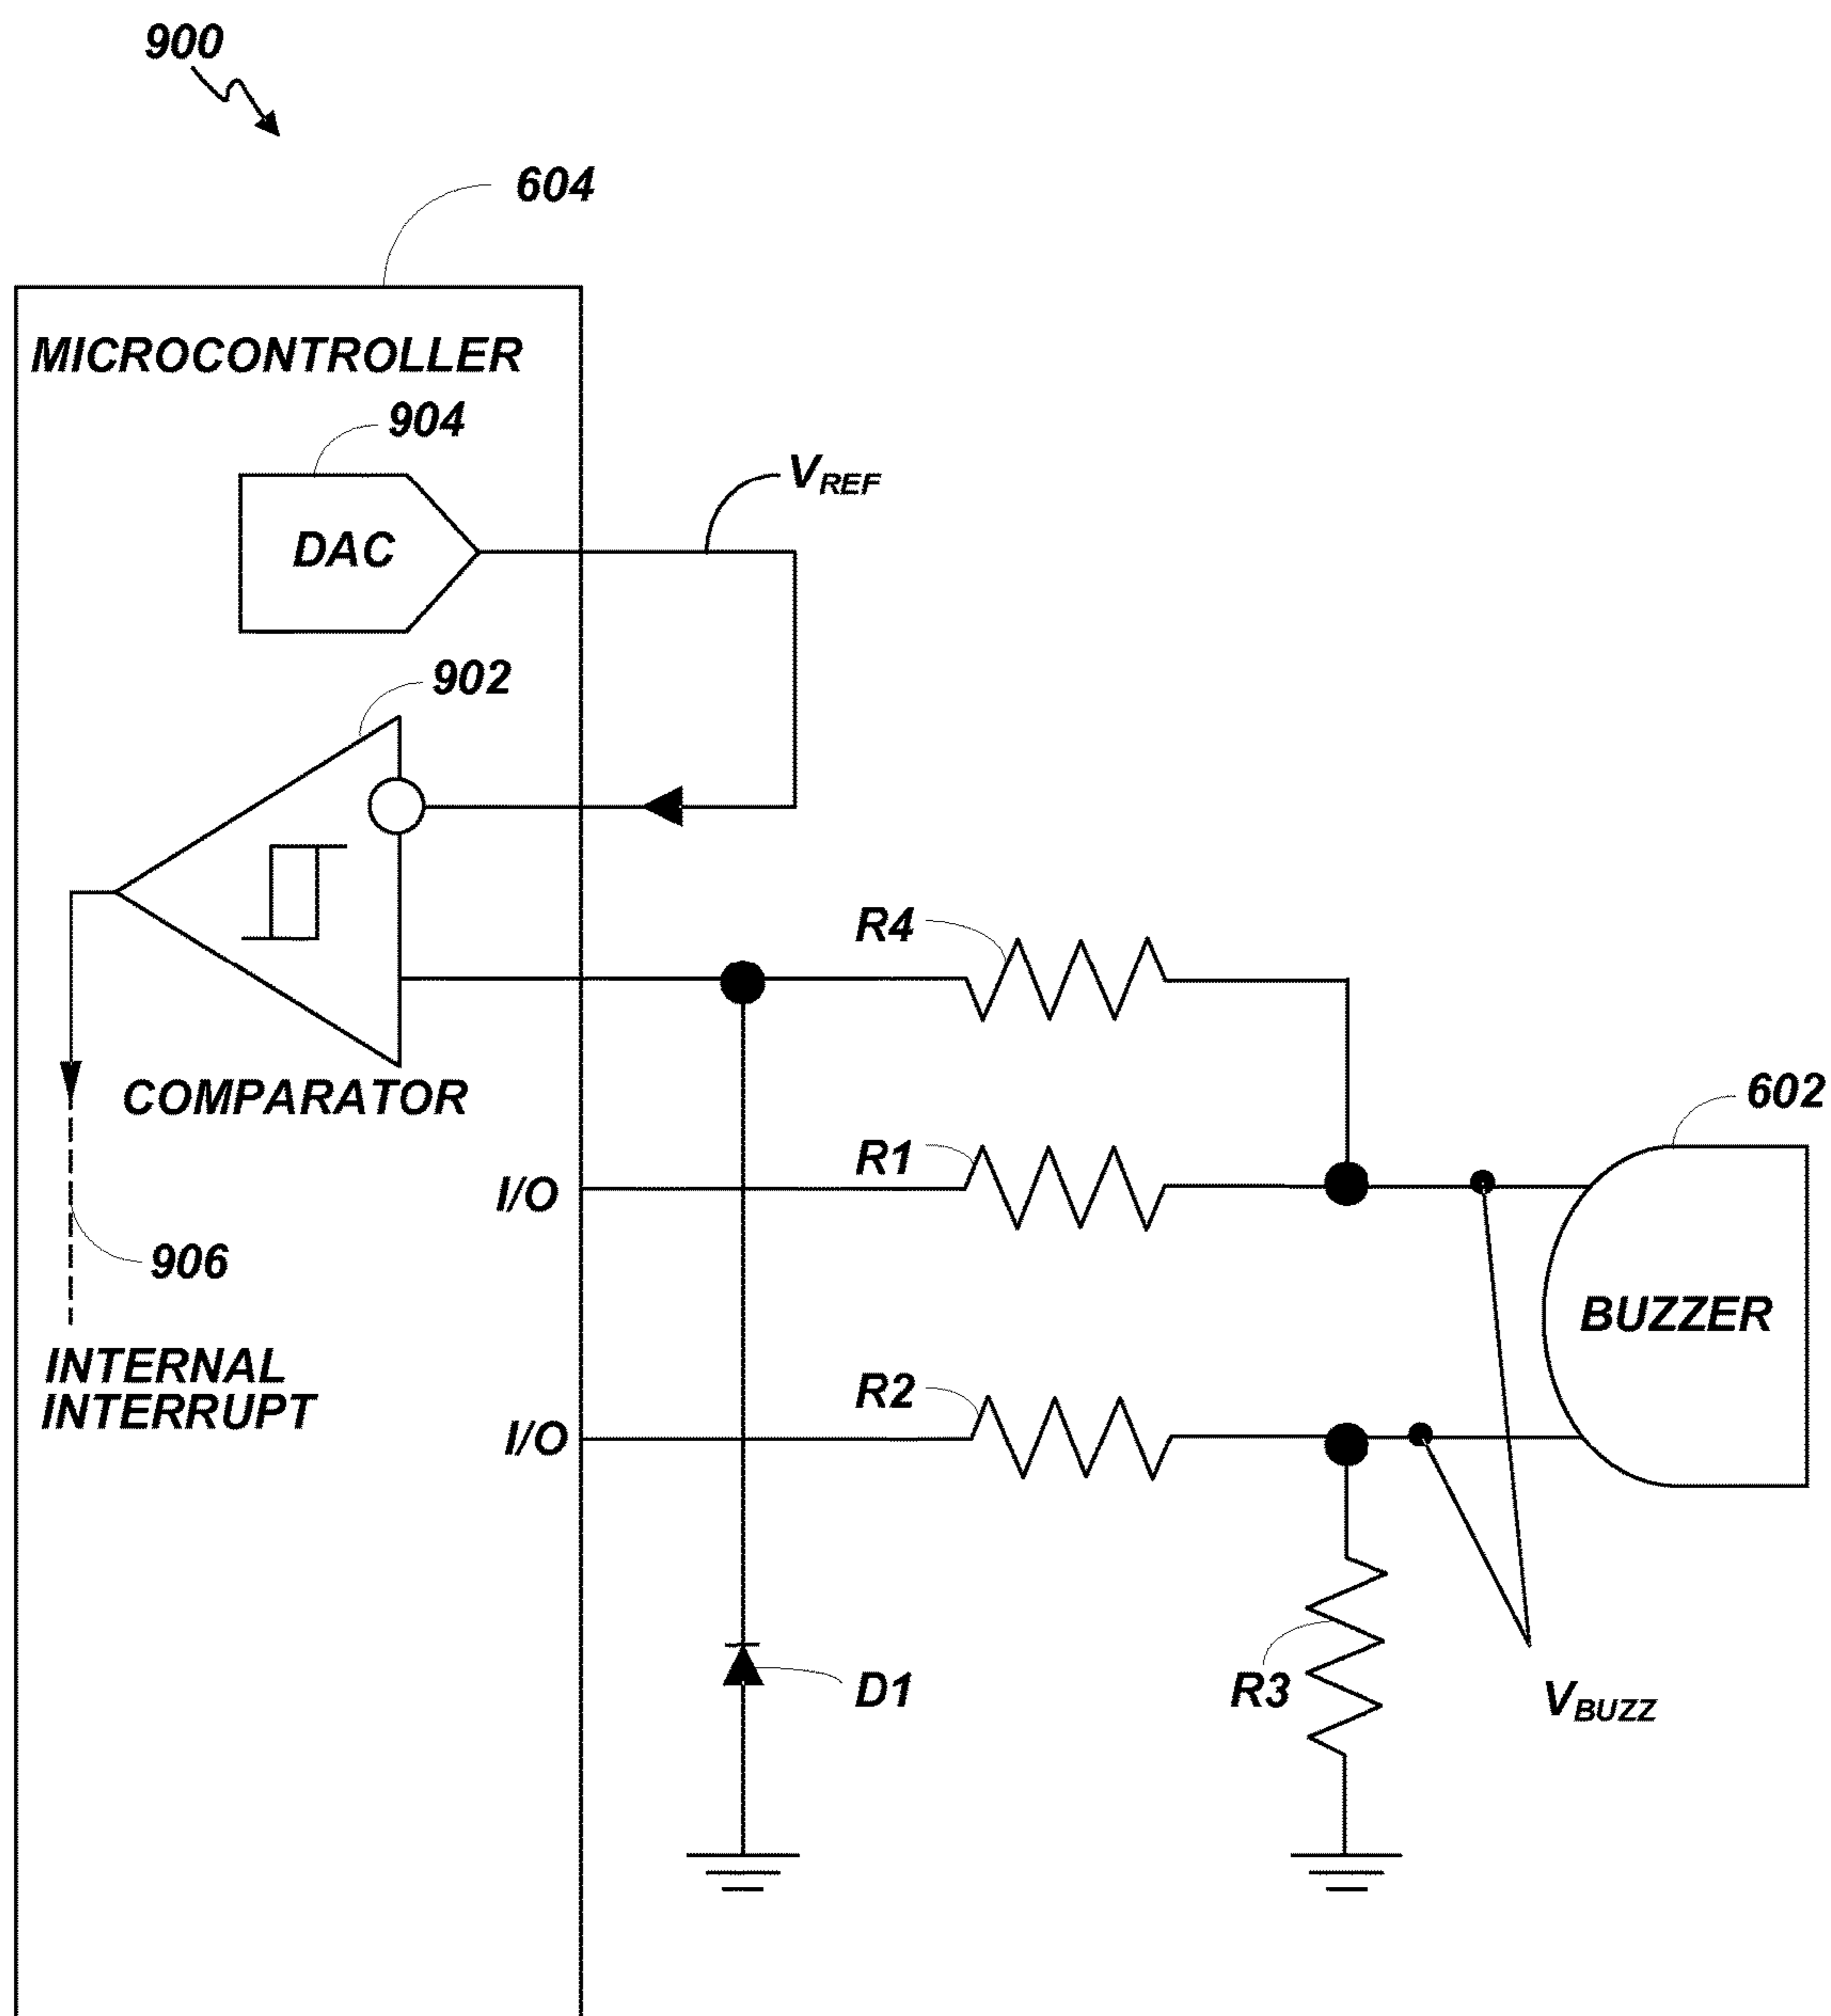 900
604
MICROCONTROLLER
904
DAC
VREF
902
COMPARATOR
R4
602
R1
I/O
906
BUZZER
INTERNAL
INTERRUPT
R2
I/O
D1
R3
VBUZZ